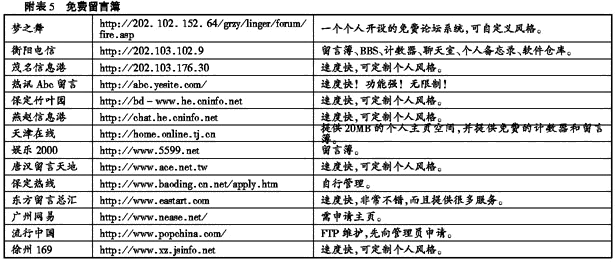 附表5 免费留言簿
梦之舞 http://202.102.152.64/grzy/linger/forum/fire.asp 一个个人开设的免费论坛系统,可自定义风格。
衡阳电信 http://202.103.102.9 留言簿、BBS、计数器、聊天室、个人备忘录、软件仓库。
茂名信息港 http://202.103.176.30 速度快,可定制个人风格。
热讯 Abc 留言 http://abc.yesite.com/ 速度快！功能强！无限制！
保定竹叶园 http://bd-www.he.cninfo.net 速度快,可定制个人风格。
燕赵信息港 http://chat.he.cninfo.net 速度快,可定制个人风格。
天津在线 http://home.online.tj.cn 提供 20MB 的个人主页空间,并提供免费的计数器和留言簿。
娱乐 2000 http://www.5599.net 留言簿。
唐汉留言天地 http://www.ace.net.tw 速度快,可定制个人风格。
保定热线 http://www.baoding.cn.net/apply.htm 自行管理。
东方留言总汇 http://www.eastart.com 速度快,非常不错,而且提供很多服务。
广州网易 http://www.nease.net/ 需申请主页。
流行中国 http://www.popchina.com/ FTP 维护,先向管理员申请。
徐州 169 http://www.xz.jsinfo.net 速度快,可定制个人风格。